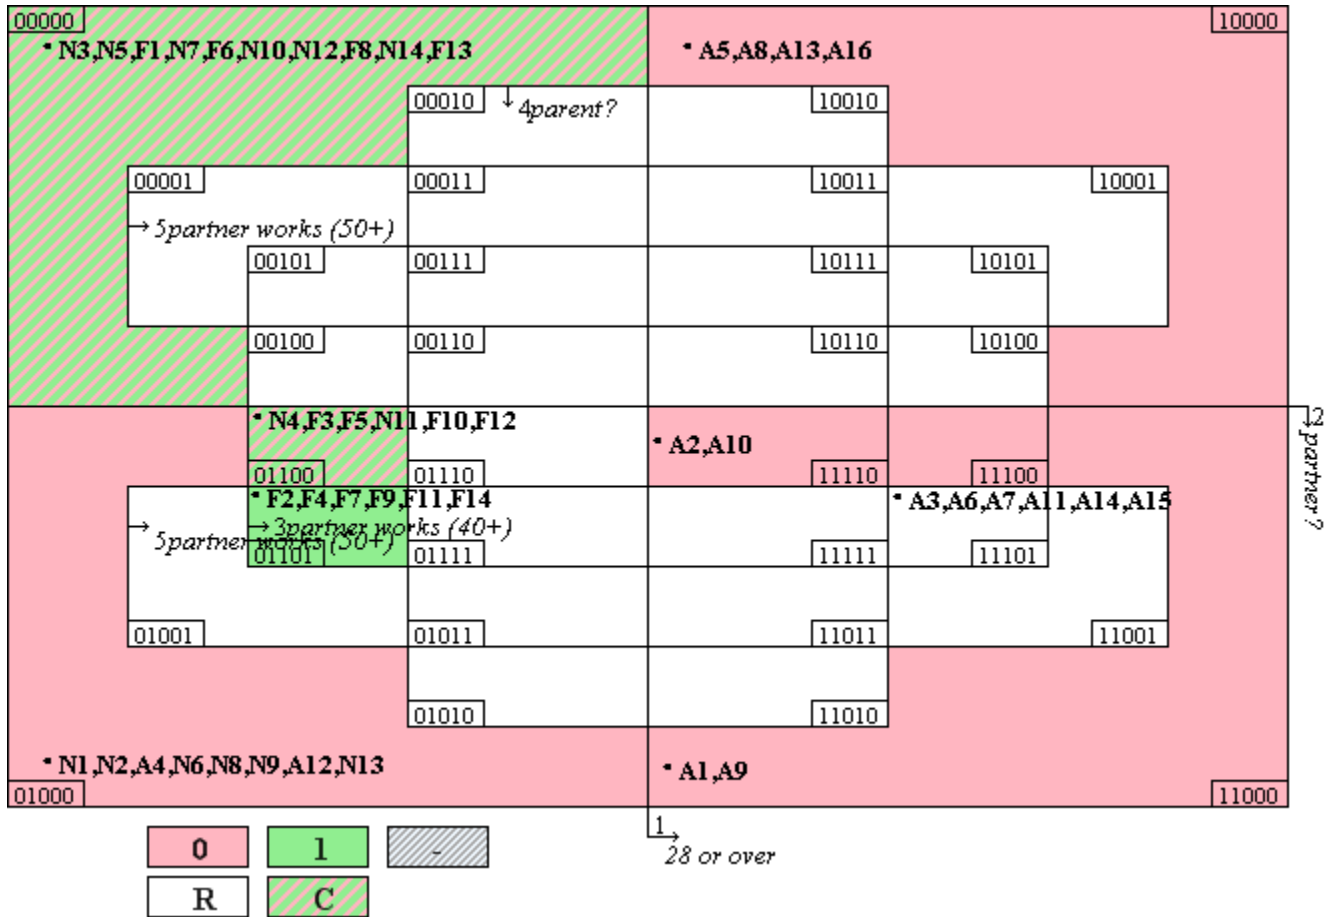 00000
10000
N3,N5,F1,N7,F6,N10,N12,F8,N14,F13
A5,A8,A13,A16
00010
4parent?
10010
00001
00011
10011
10001
5partner works (50+)
00101
00111
10111
10101
00100
00110
10110
10100
N4,F3,F5,N11,F10,F12
2
partner?
A2,A10
01100
01110
11110
11100
F2,F4,F7,F9,F11,F14
A3,A6,A7,A11,A14,A15
3partner works (40+)
5partner works (50+)
01101
01111
11111
11101
01001
01011
11011
11001
01010
11010
N1,N2,A4,N6,N8,N9,A12,N13
A1,A9
01000
11000
1
28 or over
0
1
-
R
C